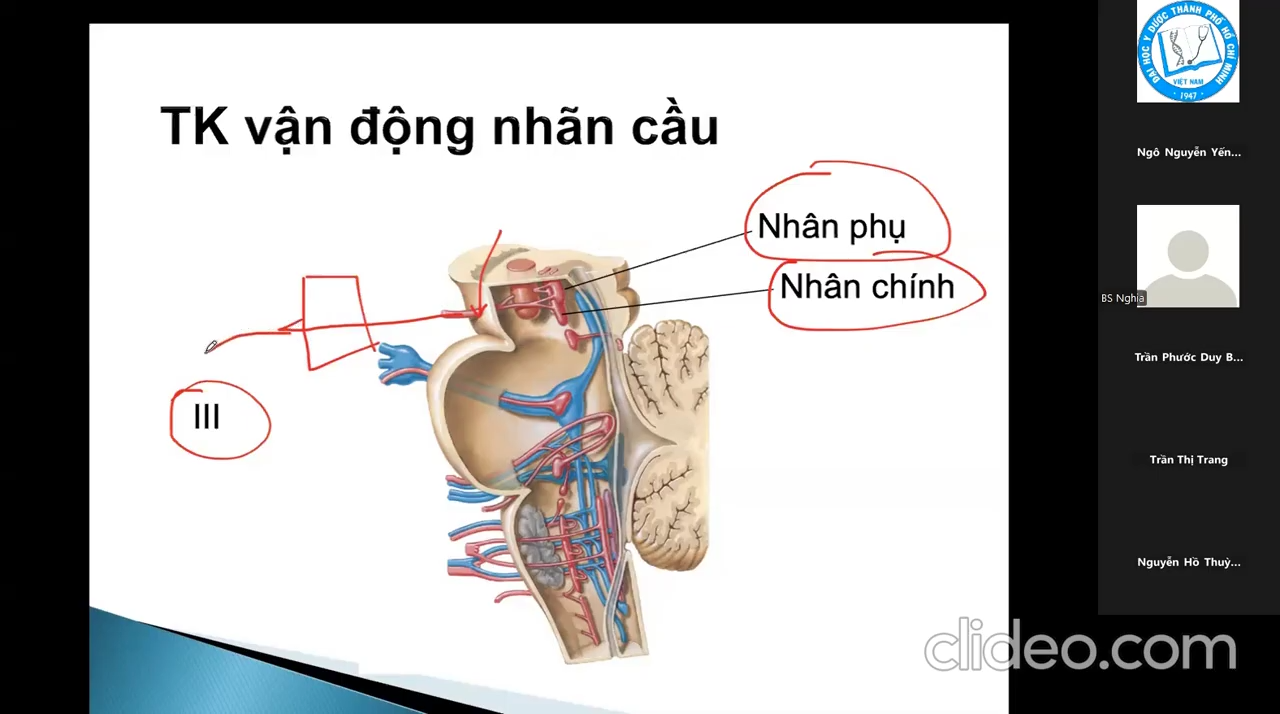 TK vận động nhãn cầu
Nhân phụ
Nhân chính
III
ĐẠI HỌC Y DƯỢC THÀNH PHỐ HỒ CHÍ MINH
VIỆT NAM
1947
Ngô Nguyễn Yến...
BS Nghĩa
Trần Phước Duy B...
Trần Thị Trang
Nguyễn Hồ Thuỳ...
clideo.com